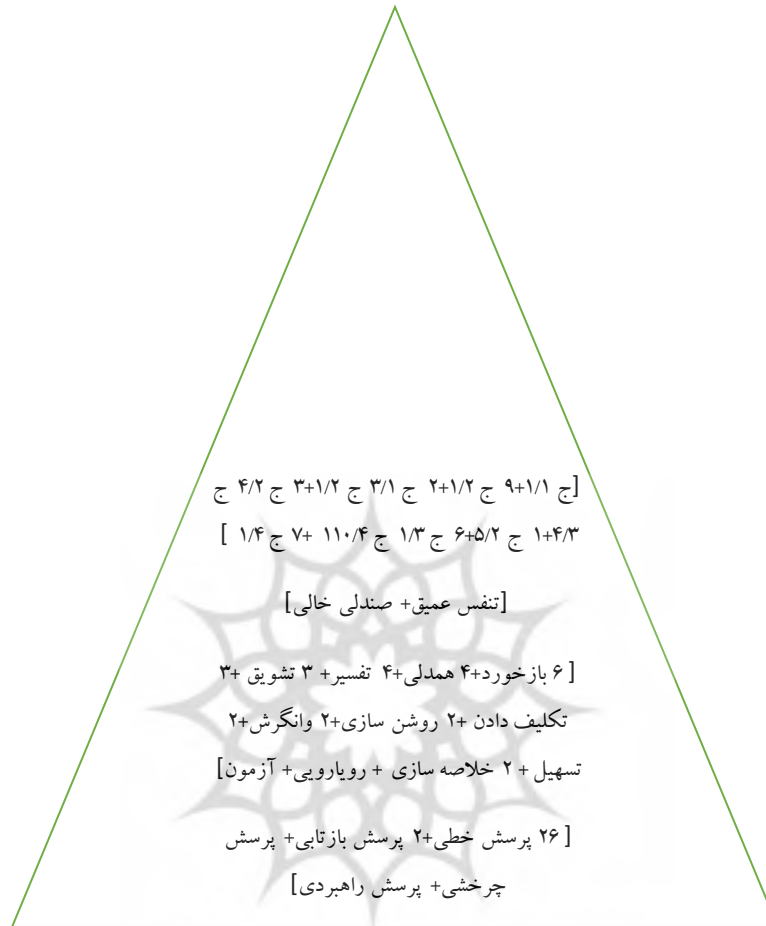 [ج ۱/۱+۹ ج ۱/۲+۲ ج ۳/۱ ج ۱/۲+۳ ج ۴/۲ ج
۴/۳+۱ ج ۵/۲+۶ ج ۱/۳ ج ۱۱۰/۴ +۷ ج ۱/۴ ]
[تنفس عمیق+ صندلی خالی]
[ ۶ بازخورد+۴ همدلی+۴ تفسیر+ ۳ تشویق +۳
تکلیف دادن +۲ روشن سازی+۲ وانگرش+۲
تسهیل + ۲ خلاصه سازی + رویارویی+ آزمون]
[ ۲۶ پرسش خطی+۲ پرسش بازتابی+ پرسش
چرخشی+ پرسش راهبردی]